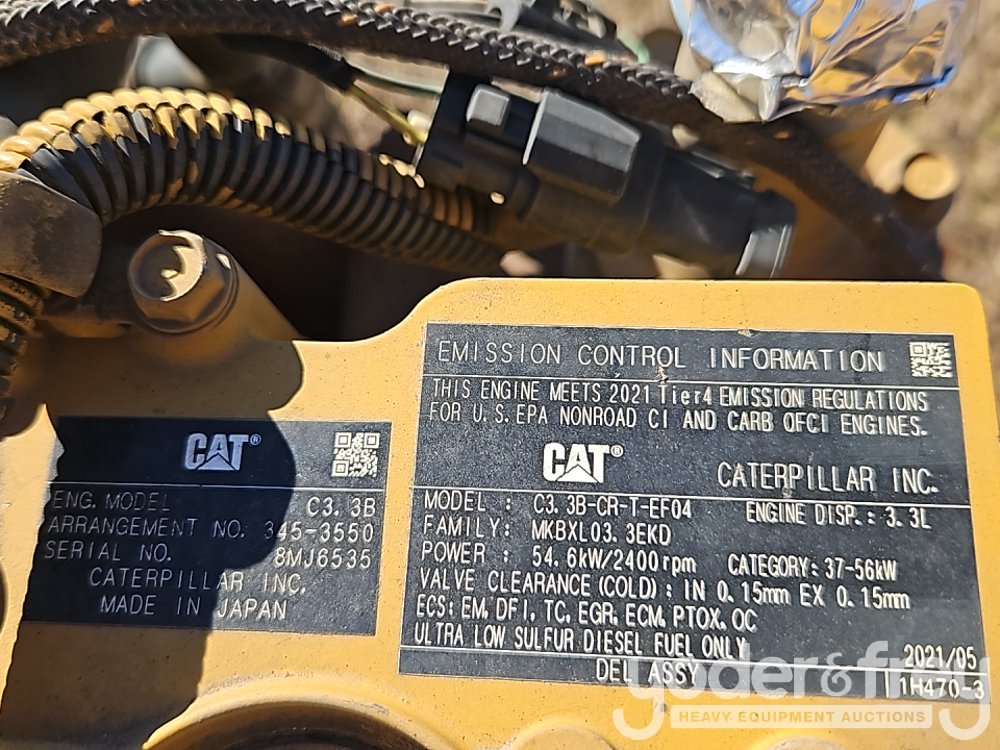 CAT®
ENG. MODEL C3.3B
ARRANGEMENT NO. 345-3550
SERIAL NO. 8MJ6535
CATERPILLAR INC.
MADE IN JAPAN
EMISSION CONTROL INFORMATION
THIS ENGINE MEETS 2021 Tier4 EMISSION REGULATIONS
FOR U.S. EPA NONROAD CI AND CARB OFCI ENGINES.
CAT® CATERPILLAR INC.
MODEL : C3.3B-CR-T-EF04 ENGINE DISP.: 3.3L
FAMILY: MKBXL03.3EKD
POWER : 54.6kW/2400rpm CATEGORY: 37-56kW
VALVE CLEARANCE (COLD) : IN 0.15mm EX 0.15mm
ECS: EM, DFI, TC, EGR, ECM, PTOX, OC
ULTRA LOW SULFUR DIESEL FUEL ONLY 2021/05
DEL ASSY 1H470-3
yoder&frey
HEAVY EQUIPMENT AUCTIONS